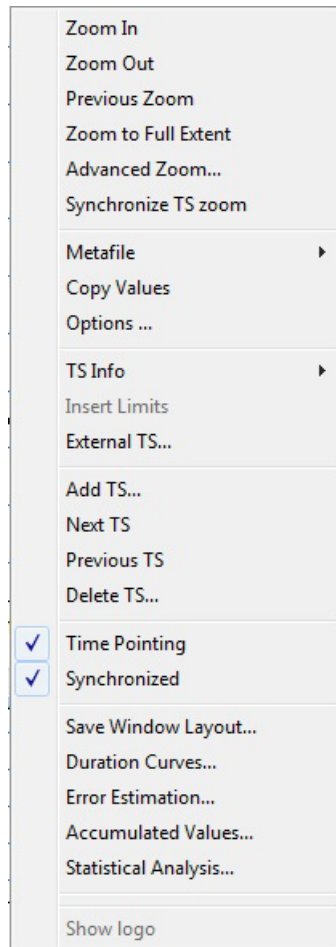 Zoom In
Zoom Out
Previous Zoom
Zoom to Full Extent
Advanced Zoom...
Synchronize TS zoom
Metafile
Copy Values
Options ...
TS Info
Insert Limits
External TS...
Add TS...
Next TS
Previous TS
Delete TS...
Time Pointing
Synchronized
Save Window Layout...
Duration Curves...
Error Estimation...
Accumulated Values...
Statistical Analysis...
Show logo